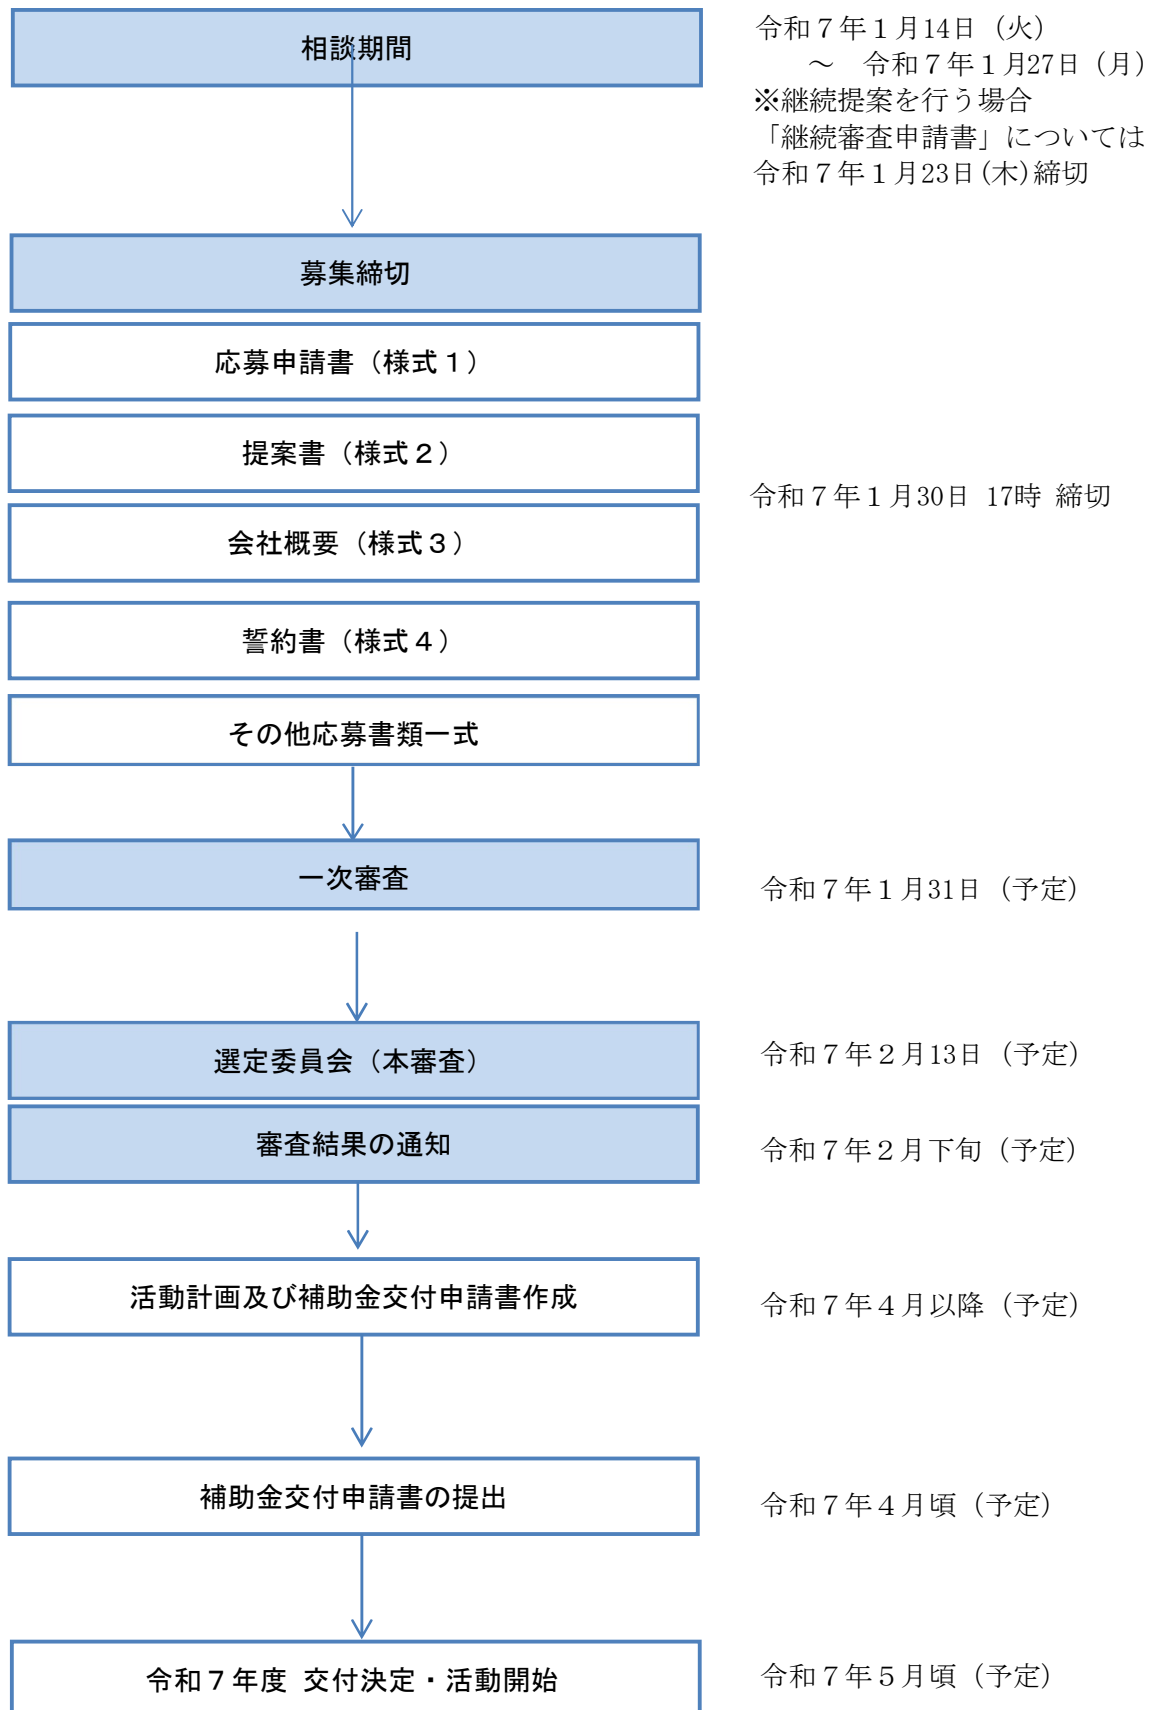 相談期間
令和７年１月14日（火）
～　令和７年１月27日（月）
※継続提案を行う場合
「継続審査申請書」については
令和７年１月23日(木)締切
募集締切
応募申請書（様式１）
提案書（様式２）
会社概要（様式３）
令和７年１月30日 17時 締切
誓約書（様式４）
その他応募書類一式
一次審査
令和７年１月31日（予定）
選定委員会（本審査）
令和７年２月13日（予定）
審査結果の通知
令和７年２月下旬（予定）
活動計画及び補助金交付申請書作成
令和７年４月以降（予定）
補助金交付申請書の提出
令和７年４月頃（予定）
令和７年度 交付決定・活動開始
令和７年５月頃（予定）